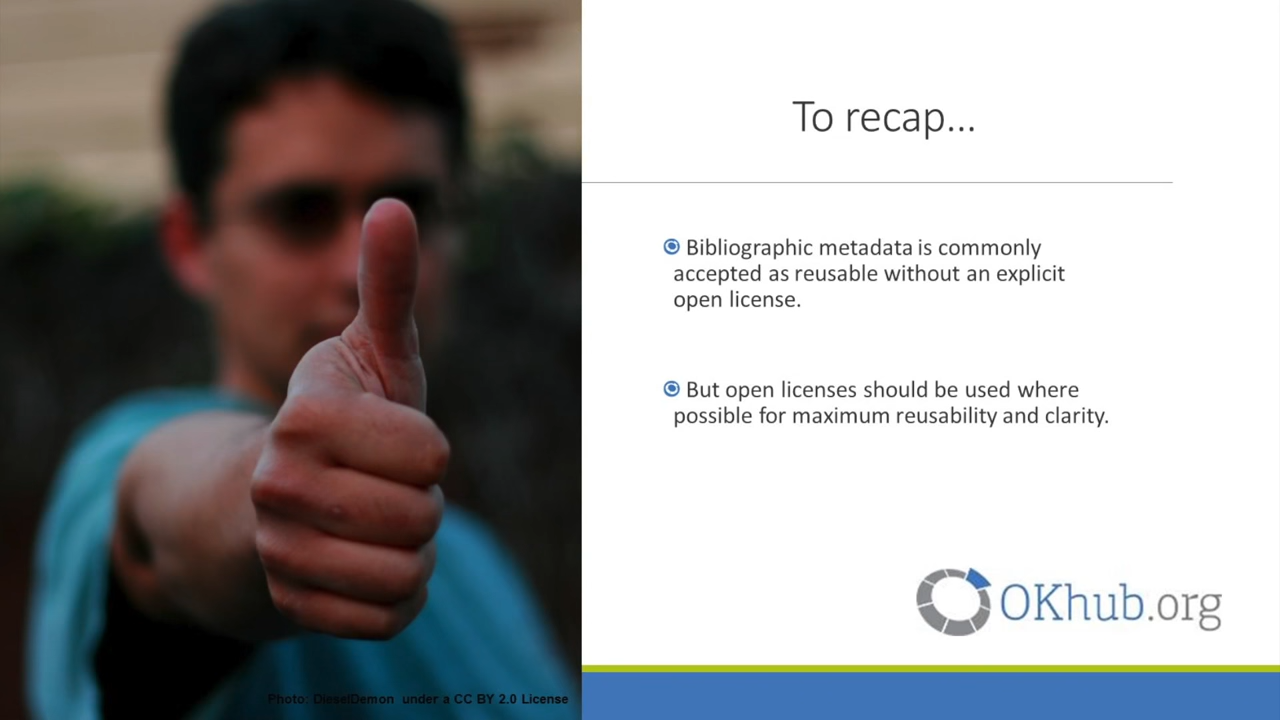 To recap...
Bibliographic metadata is commonly
accepted as reusable without an explicit
open license.
But open licenses should be used where
possible for maximum reusability and clarity.
OKhub.org
Photo: DieselDemon under a CC BY 2.0 License